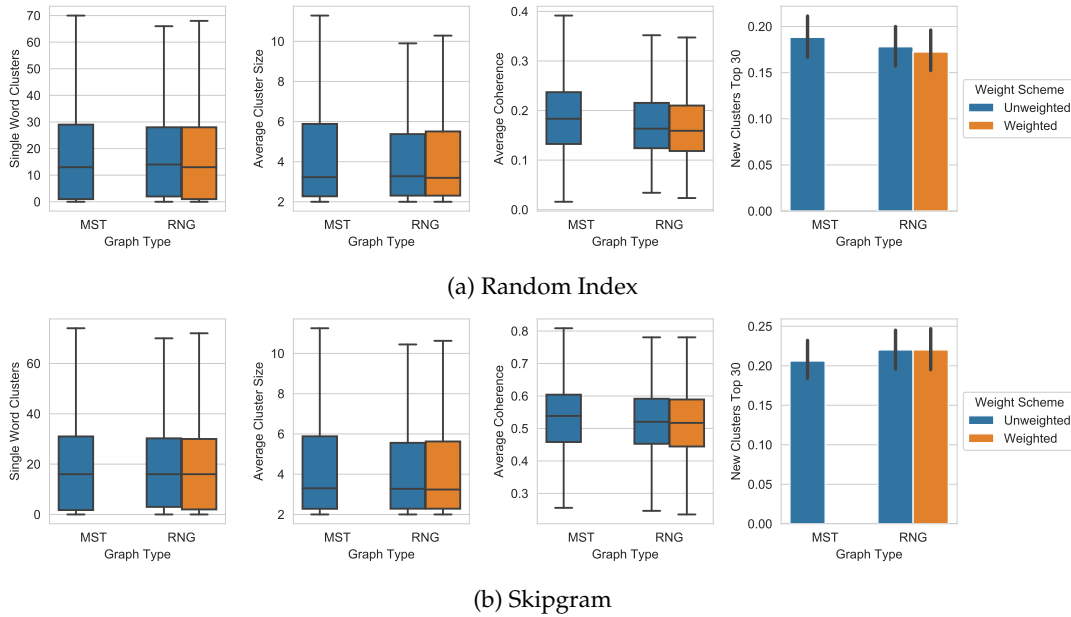 70
60
50
40
30
20
10
0
Single Word Clusters
MST RNG
Graph Type
10
8
6
4
2
Average Cluster Size
MST RNG
Graph Type
0.4
0.3
0.2
0.1
0.0
Average Coherence
MST RNG
Graph Type
0.20
0.15
0.10
0.05
0.00
New Clusters Top 30
MST RNG
Graph Type
Weight Scheme
Unweighted
Weighted
(a) Random Index
60
40
20
0
Single Word Clusters
MST RNG
Graph Type
10
8
6
4
2
Average Cluster Size
MST RNG
Graph Type
0.8
0.7
0.6
0.5
0.4
0.3
Average Coherence
MST RNG
Graph Type
0.25
0.20
0.15
0.10
0.05
0.00
New Clusters Top 30
MST RNG
Graph Type
Weight Scheme
Unweighted
Weighted
(b) Skipgram